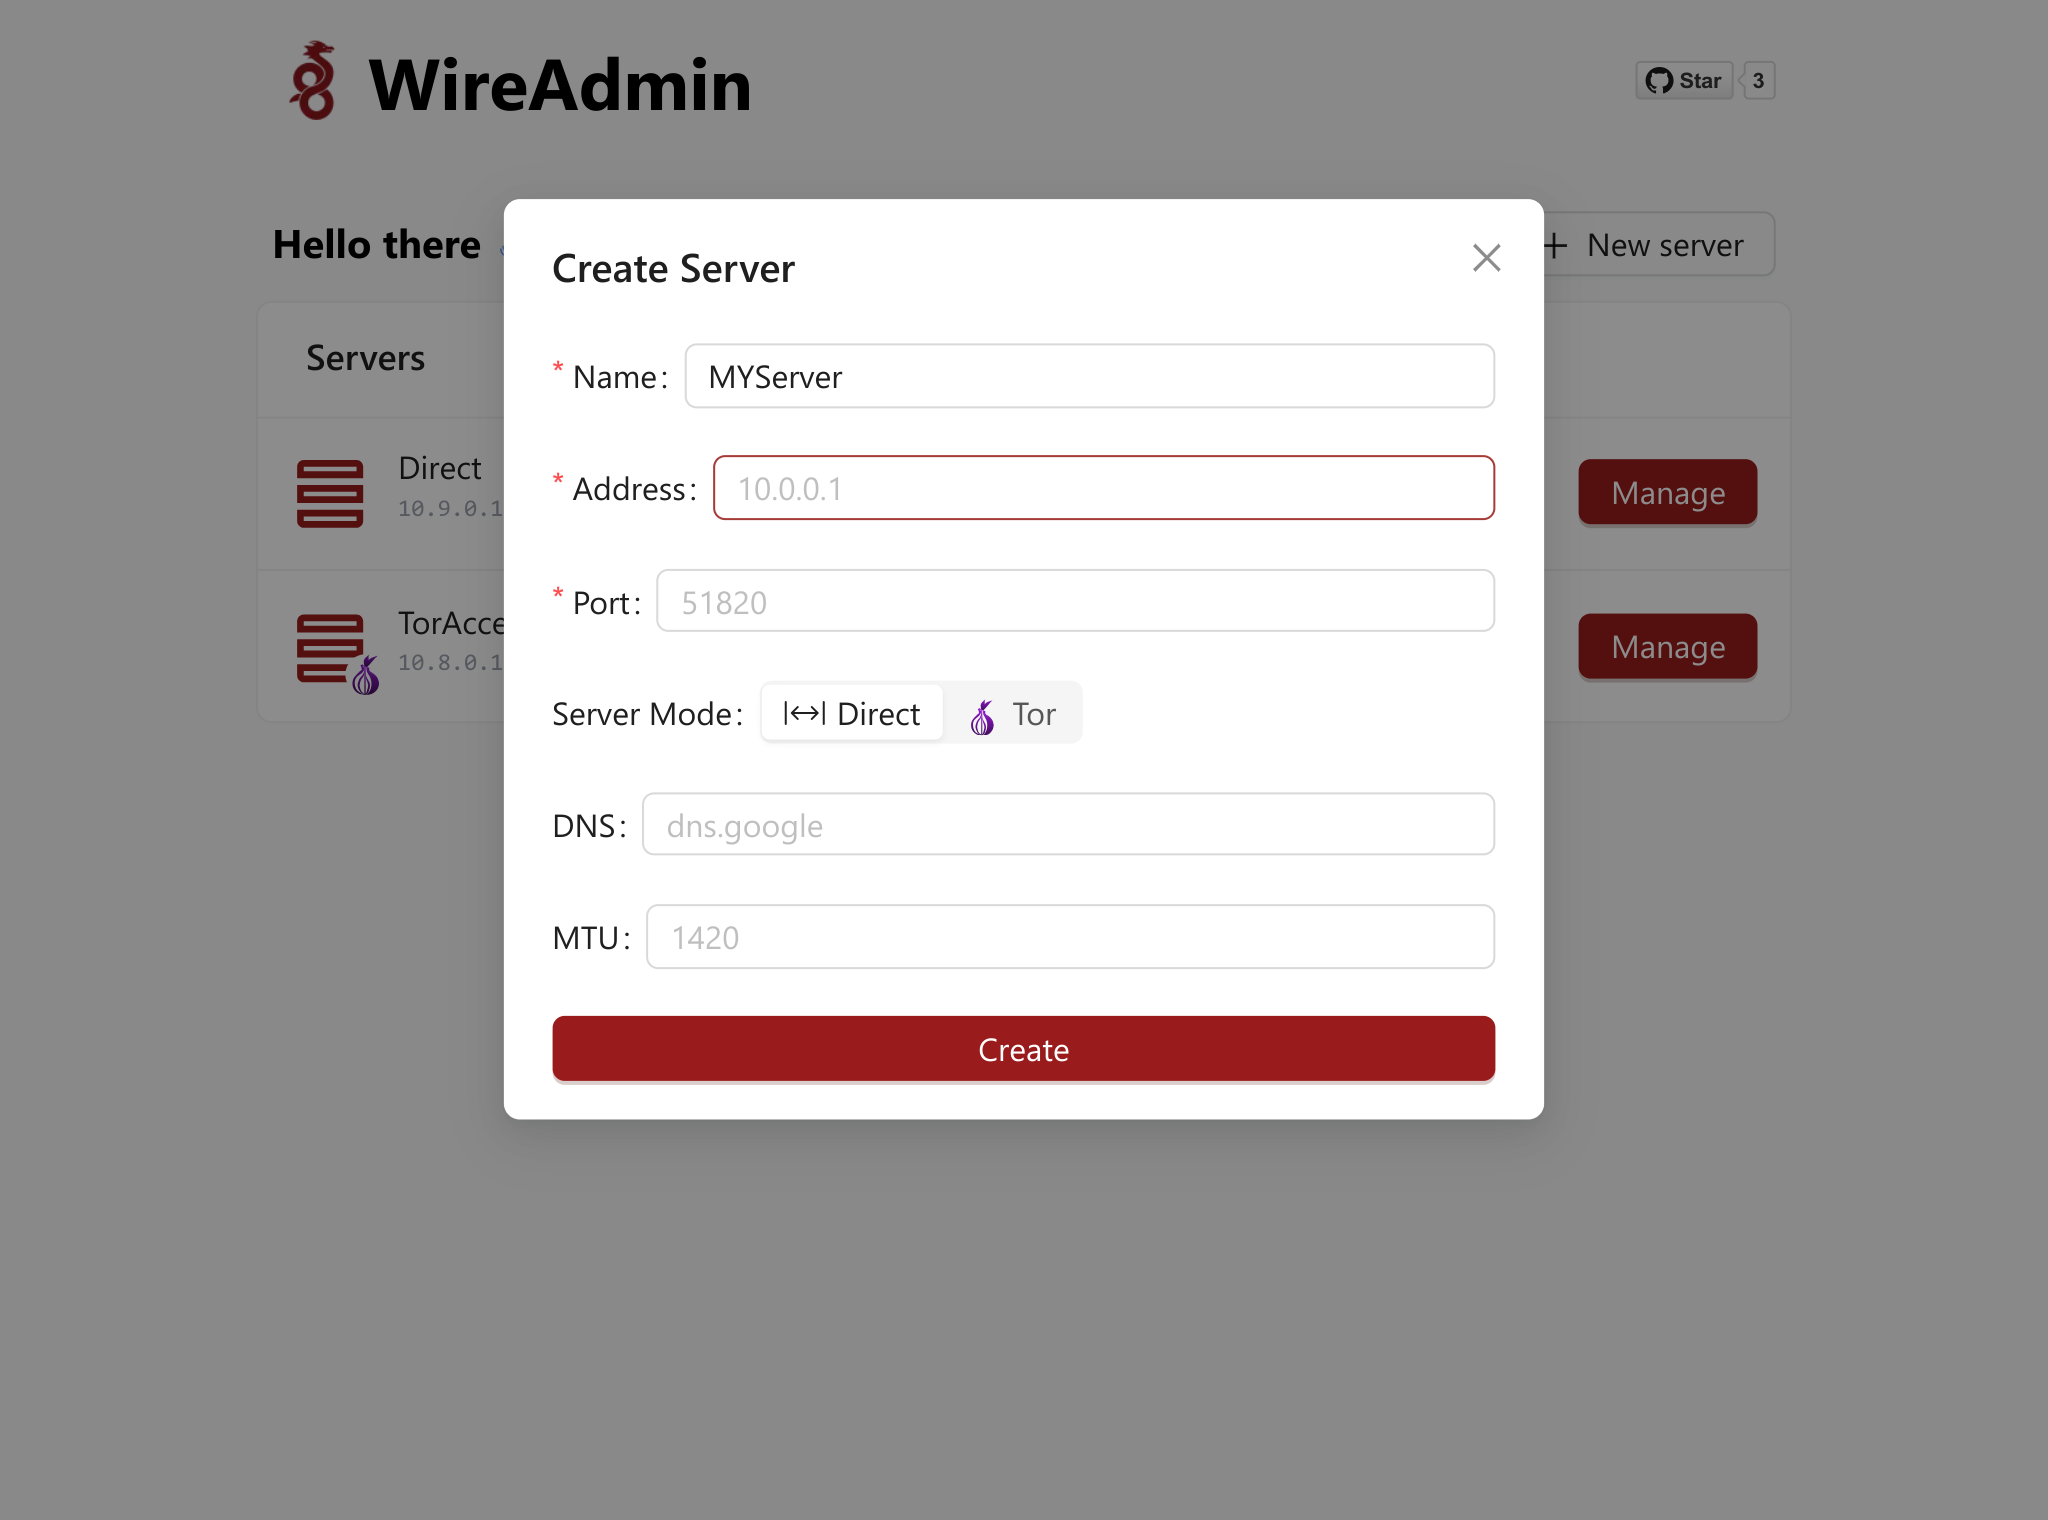 WireAdmin
Star 3
Hello there
New server
Create Server
* Name: MYServer
* Address: 10.0.0.1
* Port: 51820
Server Mode: Direct Tor
DNS: dns.google
MTU: 1420
Create
Servers
Direct
10.9.0.1
Manage
TorAcce
10.8.0.1
Manage